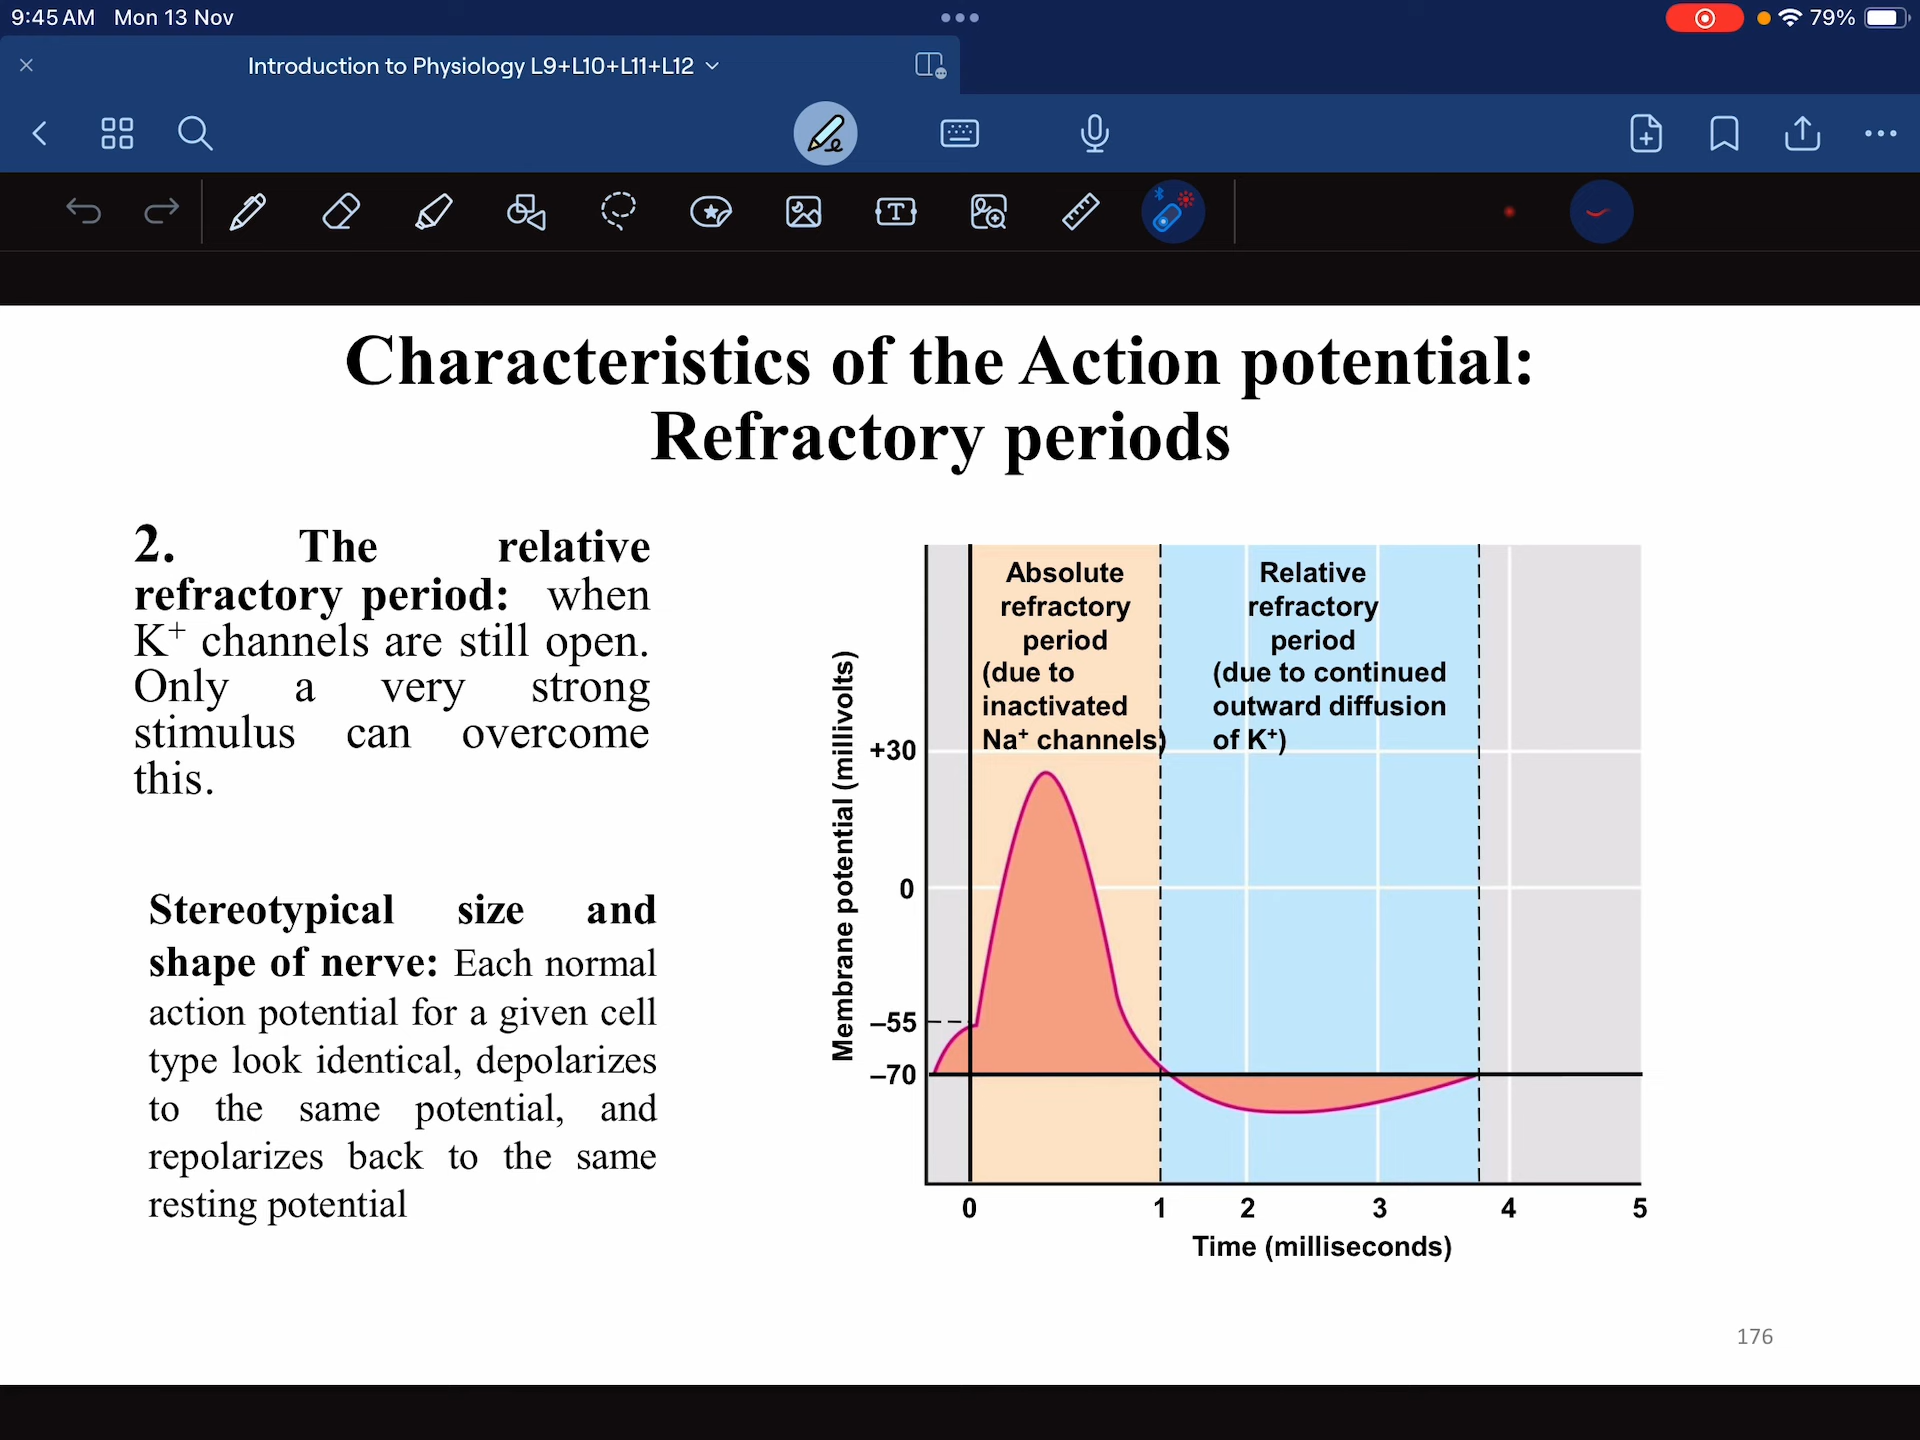 9:45 AM Mon 13 Nov
79%
Introduction to Physiology L9+L10+L11+L12
Characteristics of the Action potential:
Refractory periods
2. The relative
refractory period: when
K⁺ channels are still open.
Only a very strong
stimulus can overcome
this.
Stereotypical size and
shape of nerve: Each normal
action potential for a given cell
type look identical, depolarizes
to the same potential, and
repolarizes back to the same
resting potential
Absolute
refractory
period
(due to
inactivated
Na⁺ channels)
Relative
refractory
period
(due to continued
outward diffusion
of K⁺)
Membrane potential (millivolts)
+30
0
–55
–70
0 1 2 3 4 5
Time (milliseconds)
176